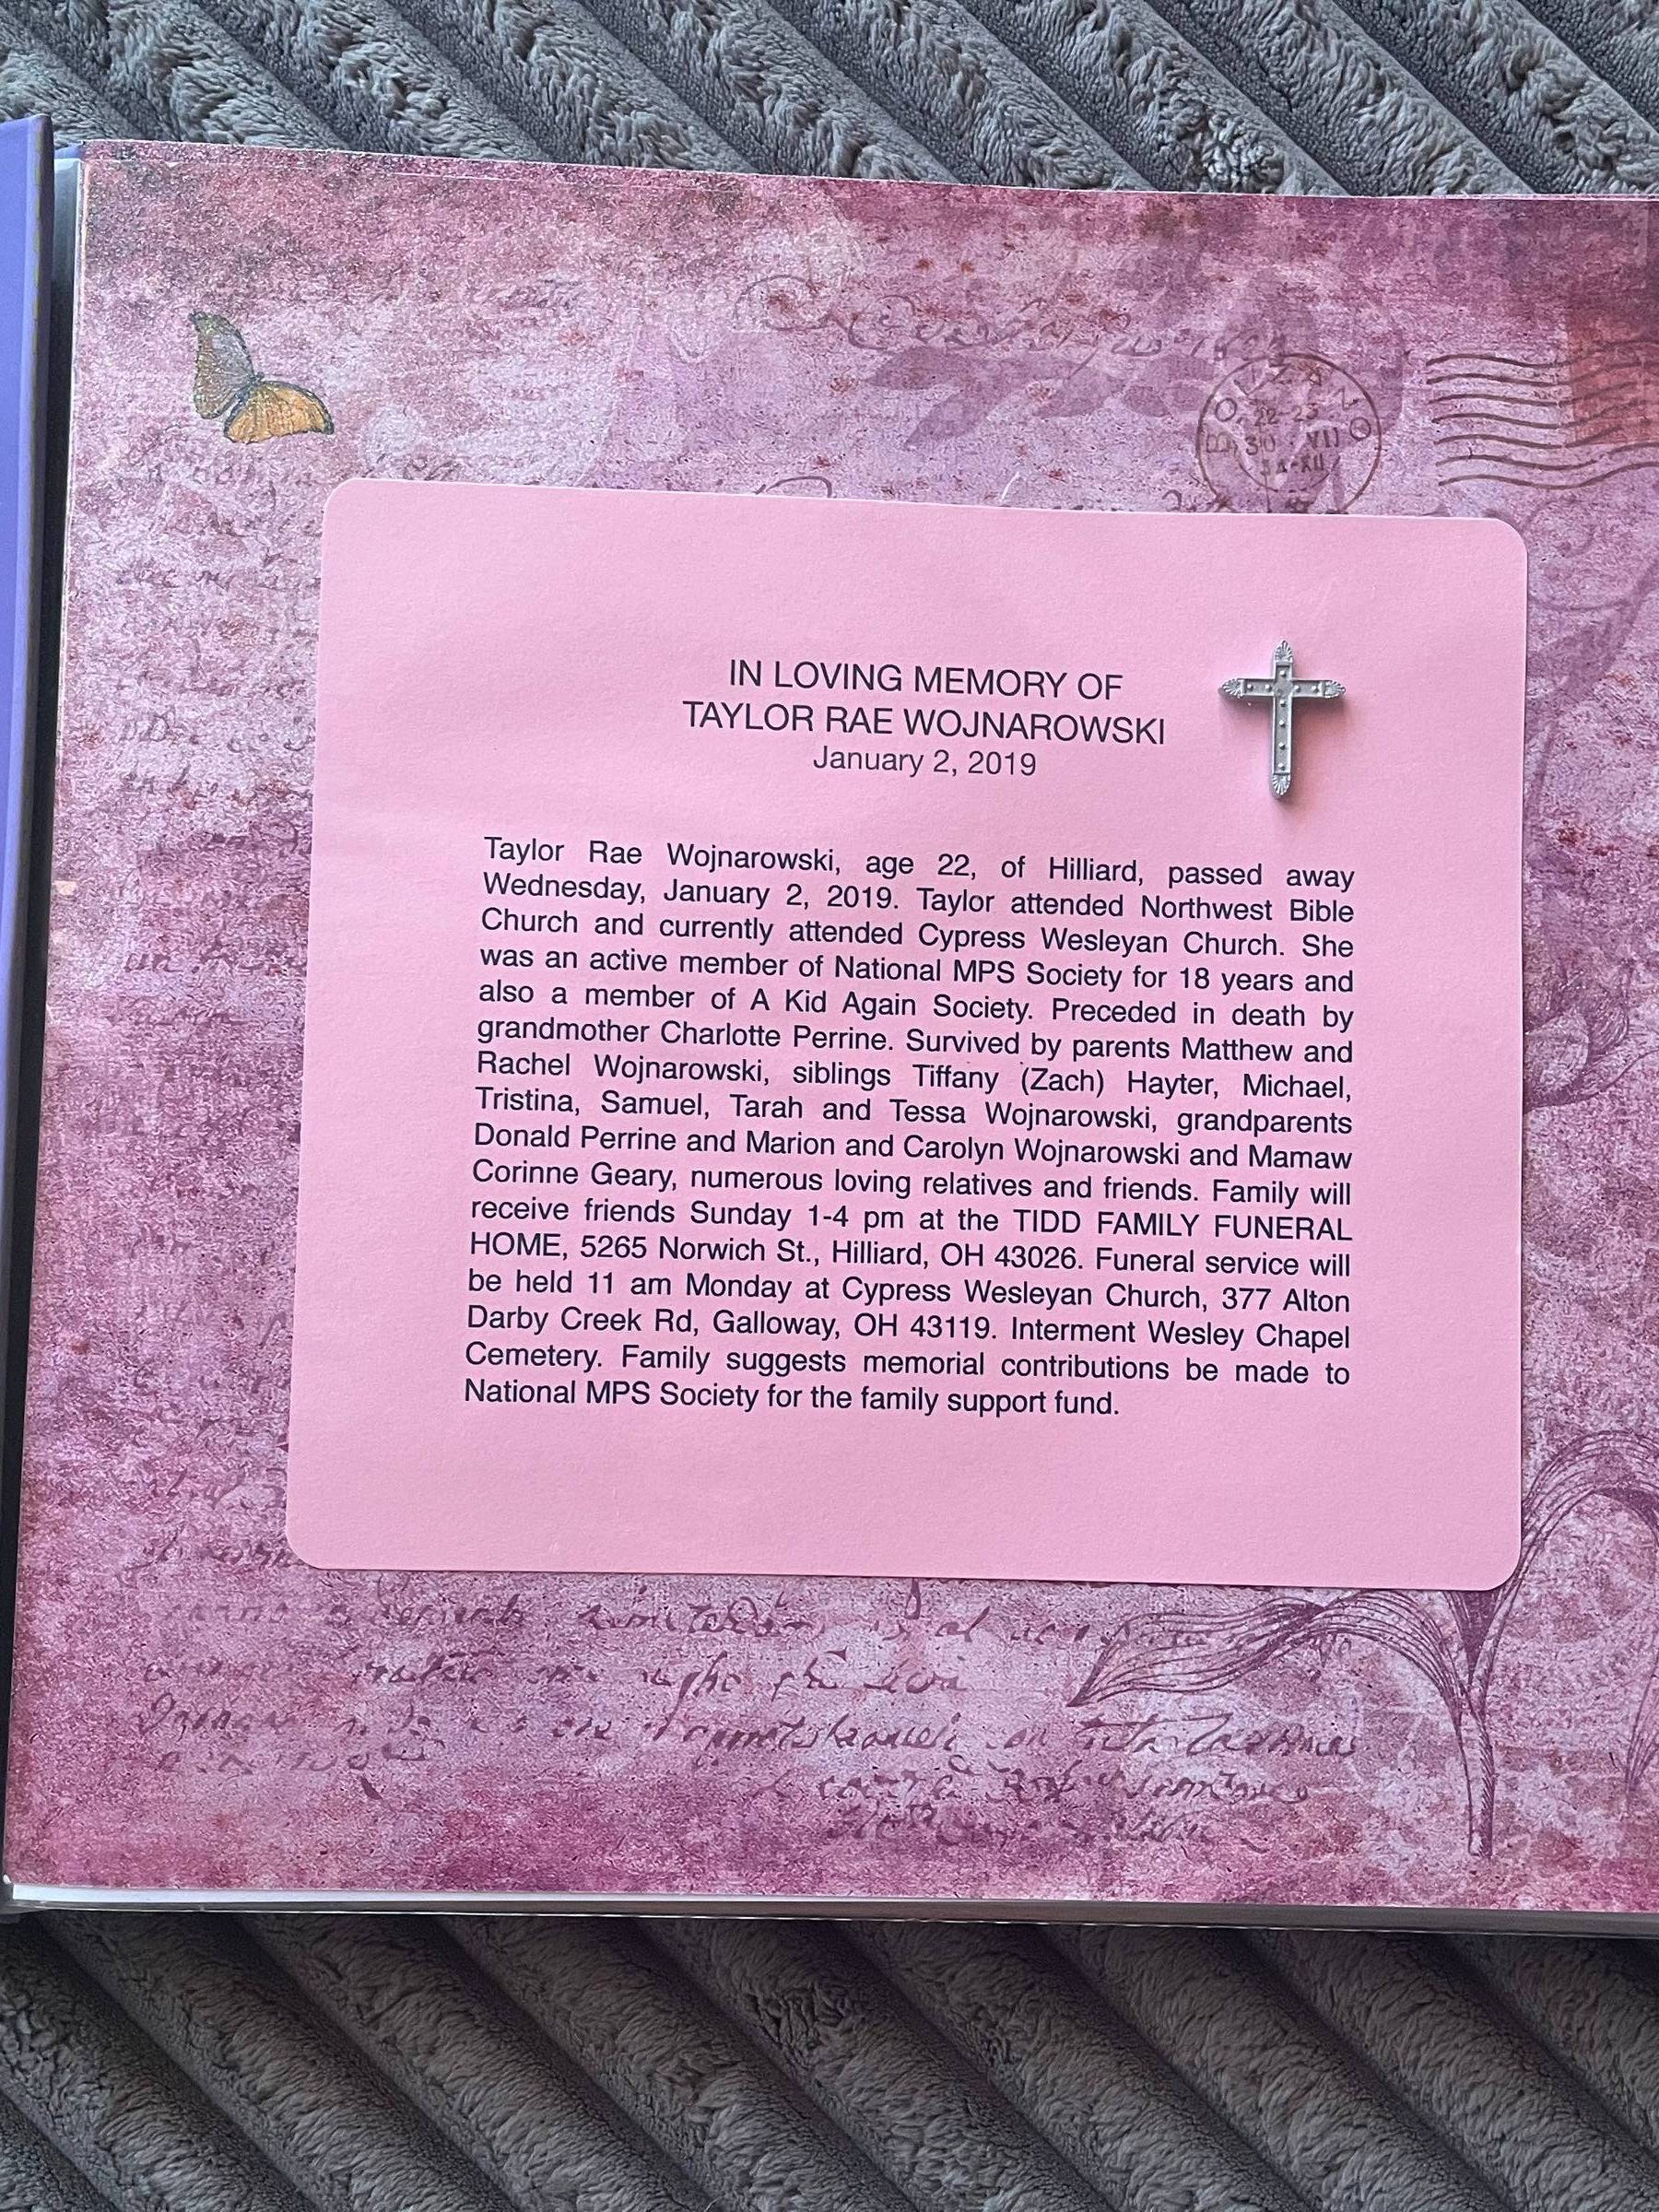 IN LOVING MEMORY OF
TAYLOR RAE WOJNAROWSKI
January 2, 2019
Taylor Rae Wojnarowski, age 22, of Hilliard, passed away
Wednesday, January 2, 2019. Taylor attended Northwest Bible
Church and currently attended Cypress Wesleyan Church. She
was an active member of National MPS Society for 18 years and
also a member of A Kid Again Society. Preceded in death by
grandmother Charlotte Perrine. Survived by parents Matthew and
Rachel Wojnarowski, siblings Tiffany (Zach) Hayter, Michael,
Tristina, Samuel, Tarah and Tessa Wojnarowski, grandparents
Donald Perrine and Marion and Carolyn Wojnarowski and Mamaw
Corinne Geary, numerous loving relatives and friends. Family will
receive friends Sunday 1-4 pm at the TIDD FAMILY FUNERAL
HOME, 5265 Norwich St., Hilliard, OH 43026. Funeral service will
be held 11 am Monday at Cypress Wesleyan Church, 377 Alton
Darby Creek Rd, Galloway, OH 43119. Interment Wesley Chapel
Cemetery. Family suggests memorial contributions be made to
National MPS Society for the family support fund.